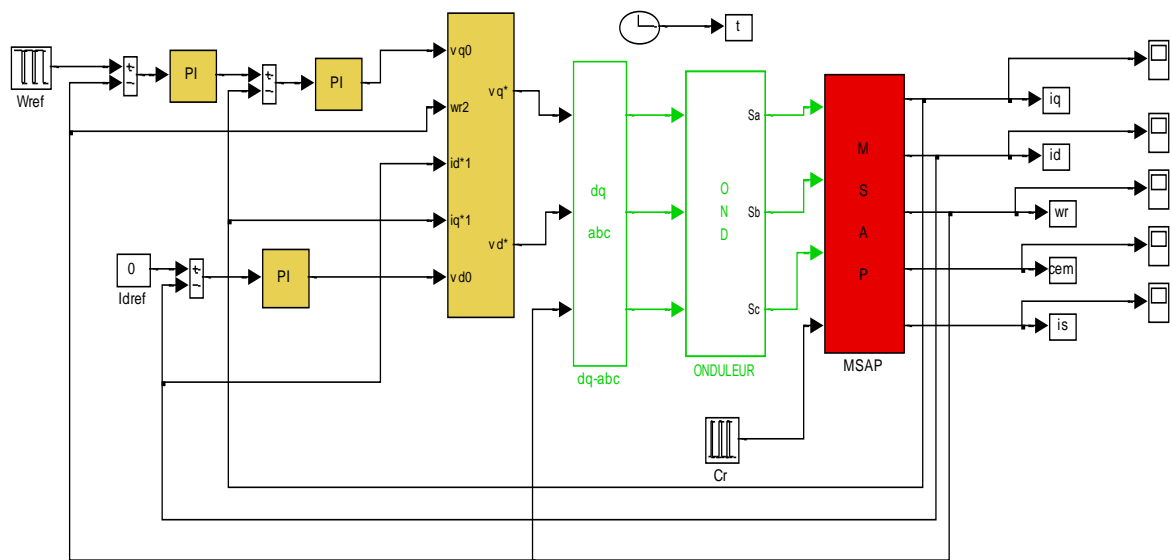 t
Wref
PI
PI
vq0
wr2
id*1
iq*1
vd0
vq*
vd*
0
Idref
PI
dq
abc
dq-abc
O
N
D
Sa
Sb
Sc
ONDULEUR
M
S
A
P
MSAP
Cr
iq
id
wr
cem
is